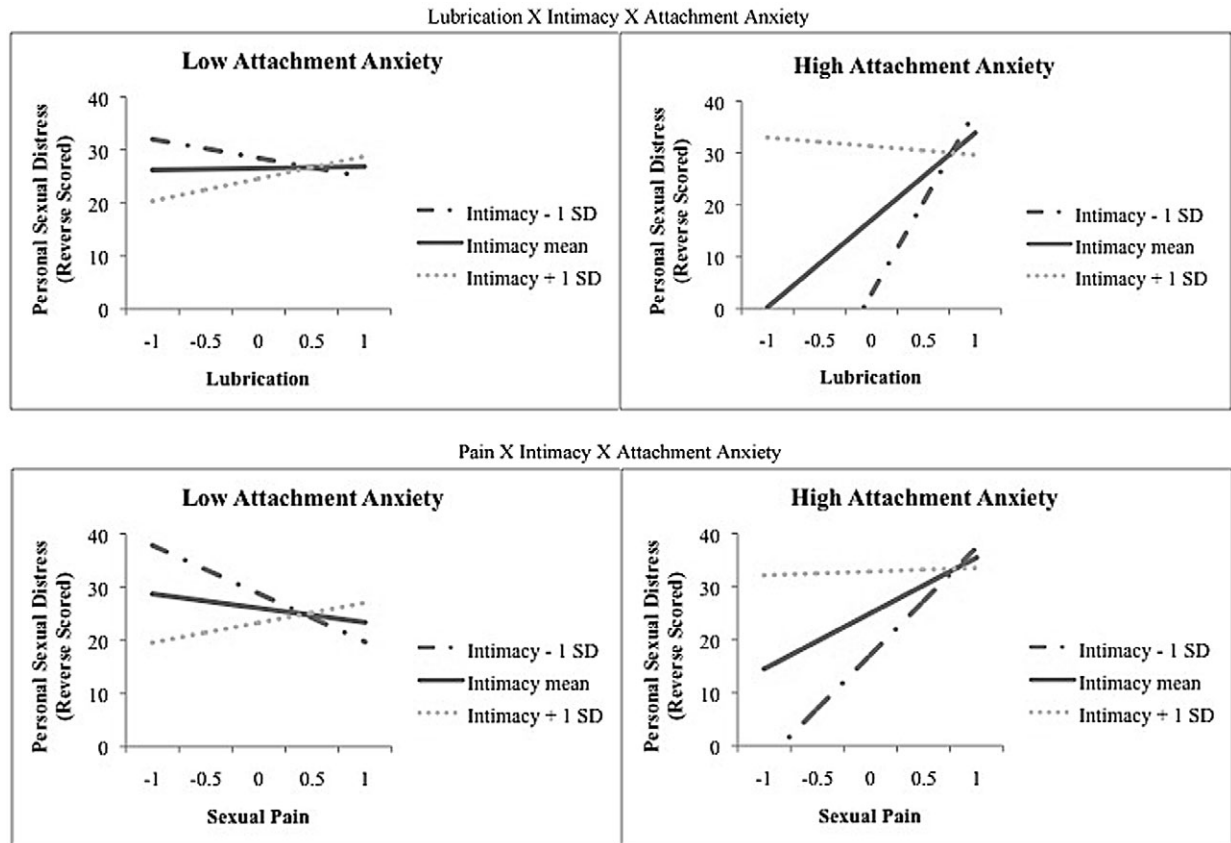 Lubrication X Intimacy X Attachment Anxiety
Low Attachment Anxiety
Personal Sexual Distress
(Reverse Scored)
40
30
20
10
0
-1 -0.5 0 0.5 1
Lubrication
Intimacy - 1 SD
Intimacy mean
Intimacy + 1 SD
High Attachment Anxiety
Personal Sexual Distress
(Reverse Scored)
40
30
20
10
0
-1 -0.5 0 0.5 1
Lubrication
Intimacy - 1 SD
Intimacy mean
Intimacy + 1 SD
Pain X Intimacy X Attachment Anxiety
Low Attachment Anxiety
Personal Sexual Distress
(Reverse Scored)
40
30
20
10
0
-1 -0.5 0 0.5 1
Sexual Pain
Intimacy - 1 SD
Intimacy mean
Intimacy + 1 SD
High Attachment Anxiety
Personal Sexual Distress
(Reverse Scored)
40
30
20
10
0
-1 -0.5 0 0.5 1
Sexual Pain
Intimacy - 1 SD
Intimacy mean
Intimacy + 1 SD